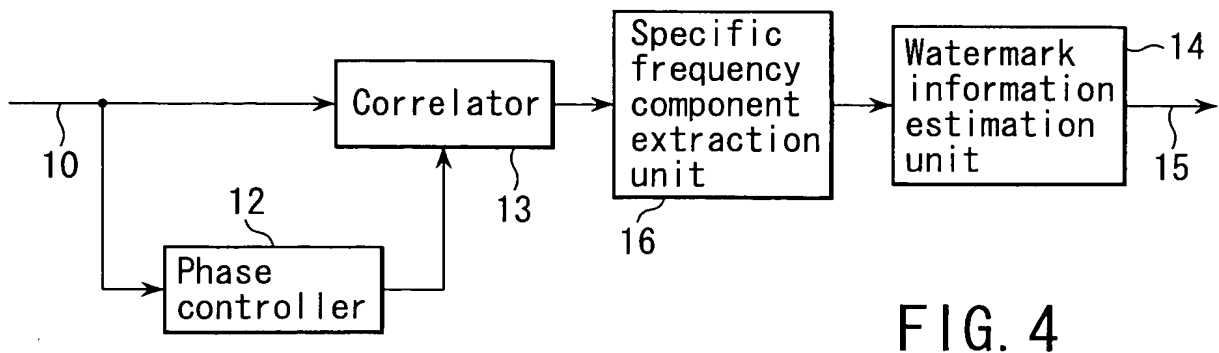 Specific
frequency
component
extraction
unit
Watermark
information
estimation
unit
14
Correlator
10
13
15
12
16
Phase
controller
FIG. 4